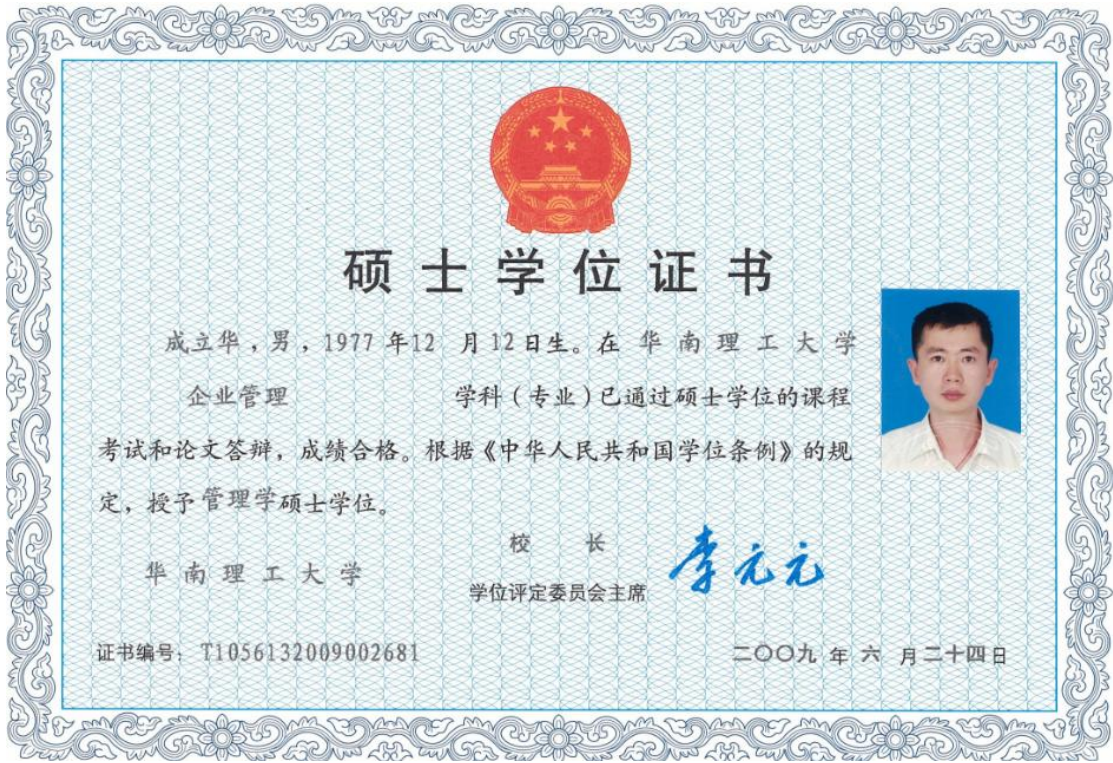 硕士学位证书
成立华，男，1977 年12 月 12日生。在 华南理工大学
企业管理 学科（专业）已通过硕士学位的课程
考试和论文答辩，成绩合格。根据《中华人民共和国学位条例》的规
定，授予管理学硕士学位。
校 长
华南理工大学
学位评定委员会主席
李元元
证书编号：T1056132009002681
二〇〇九 年 六 月二十四日